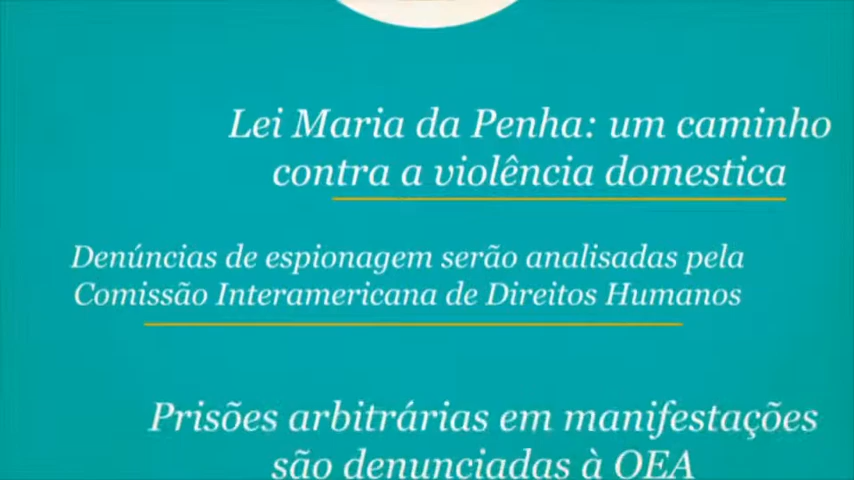 Lei Maria da Penha: um caminho
contra a violência domestica
Denúncias de espionagem serão analisadas pela
Comissão Interamericana de Direitos Humanos
Prisões arbitrárias em manifestações
são denunciadas à OEA